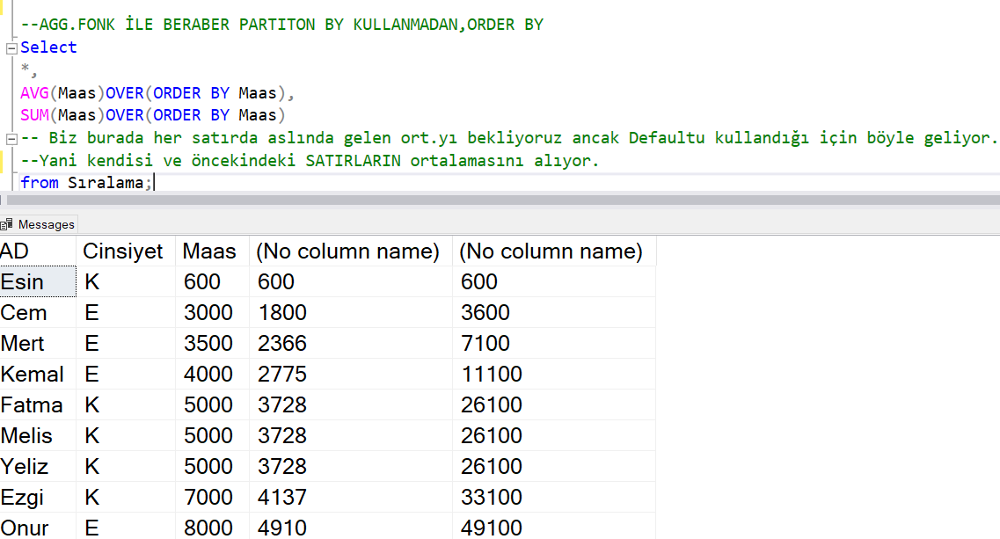 --AGG.FONK İLE BERABER PARTITON BY KULLANMADAN,ORDER BY
Select
*,
AVG(Maas)OVER(ORDER BY Maas),
SUM(Maas)OVER(ORDER BY Maas)
-- Biz burada her satırda aslında gelen ort.yı bekliyoruz ancak Defaultu kullandığı için böyle geliyor.
--Yani kendisi ve öncekindeki SATIRLARIN ortalamasını alıyor.
from Sıralama;
Messages
AD Cinsiyet Maas (No column name) (No column name)
Esin K 600 600 600
Cem E 3000 1800 3600
Mert E 3500 2366 7100
Kemal E 4000 2775 11100
Fatma K 5000 3728 26100
Melis K 5000 3728 26100
Yeliz K 5000 3728 26100
Ezgi K 7000 4137 33100
Onur E 8000 4910 49100